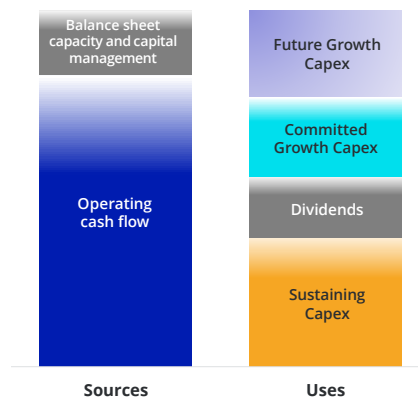 Balance sheet
capacity and capital
management
Operating
cash flow
Future Growth
Capex
Committed
Growth Capex
Dividends
Sustaining
Capex
Sources
Uses